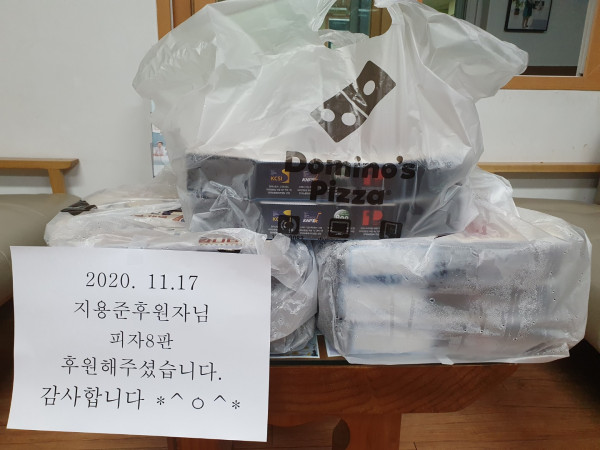 Domino's
Pizza
2020. 11.17
지용준후원자님
피자8판
후원해주셨습니다.
감사합니다 *^ㅇ^*